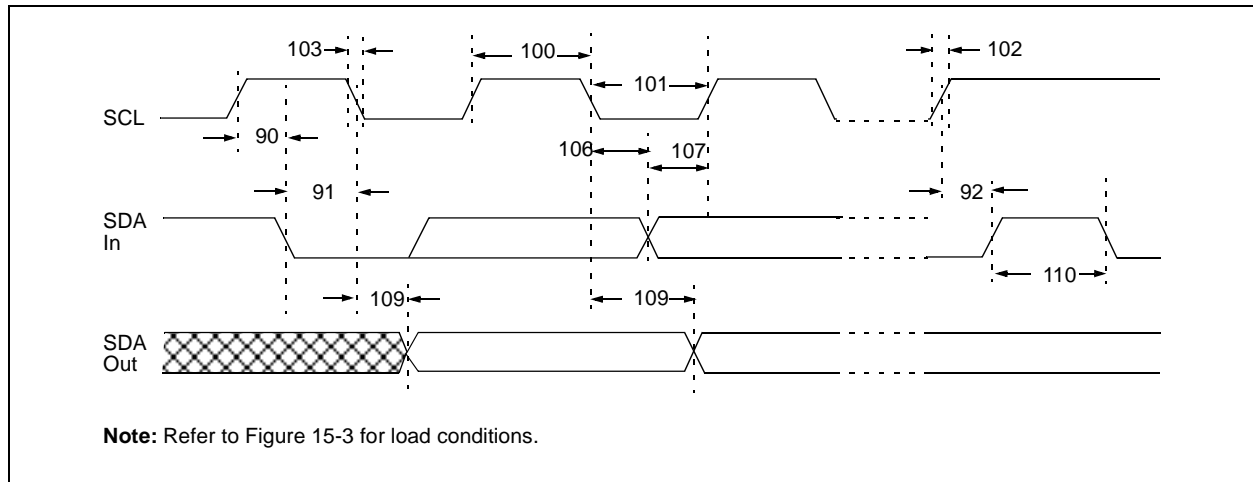 103
100
102
101
SCL
90
106
107
91
92
SDA
In
110
109
109
SDA
Out
Note: Refer to Figure 15-3 for load conditions.